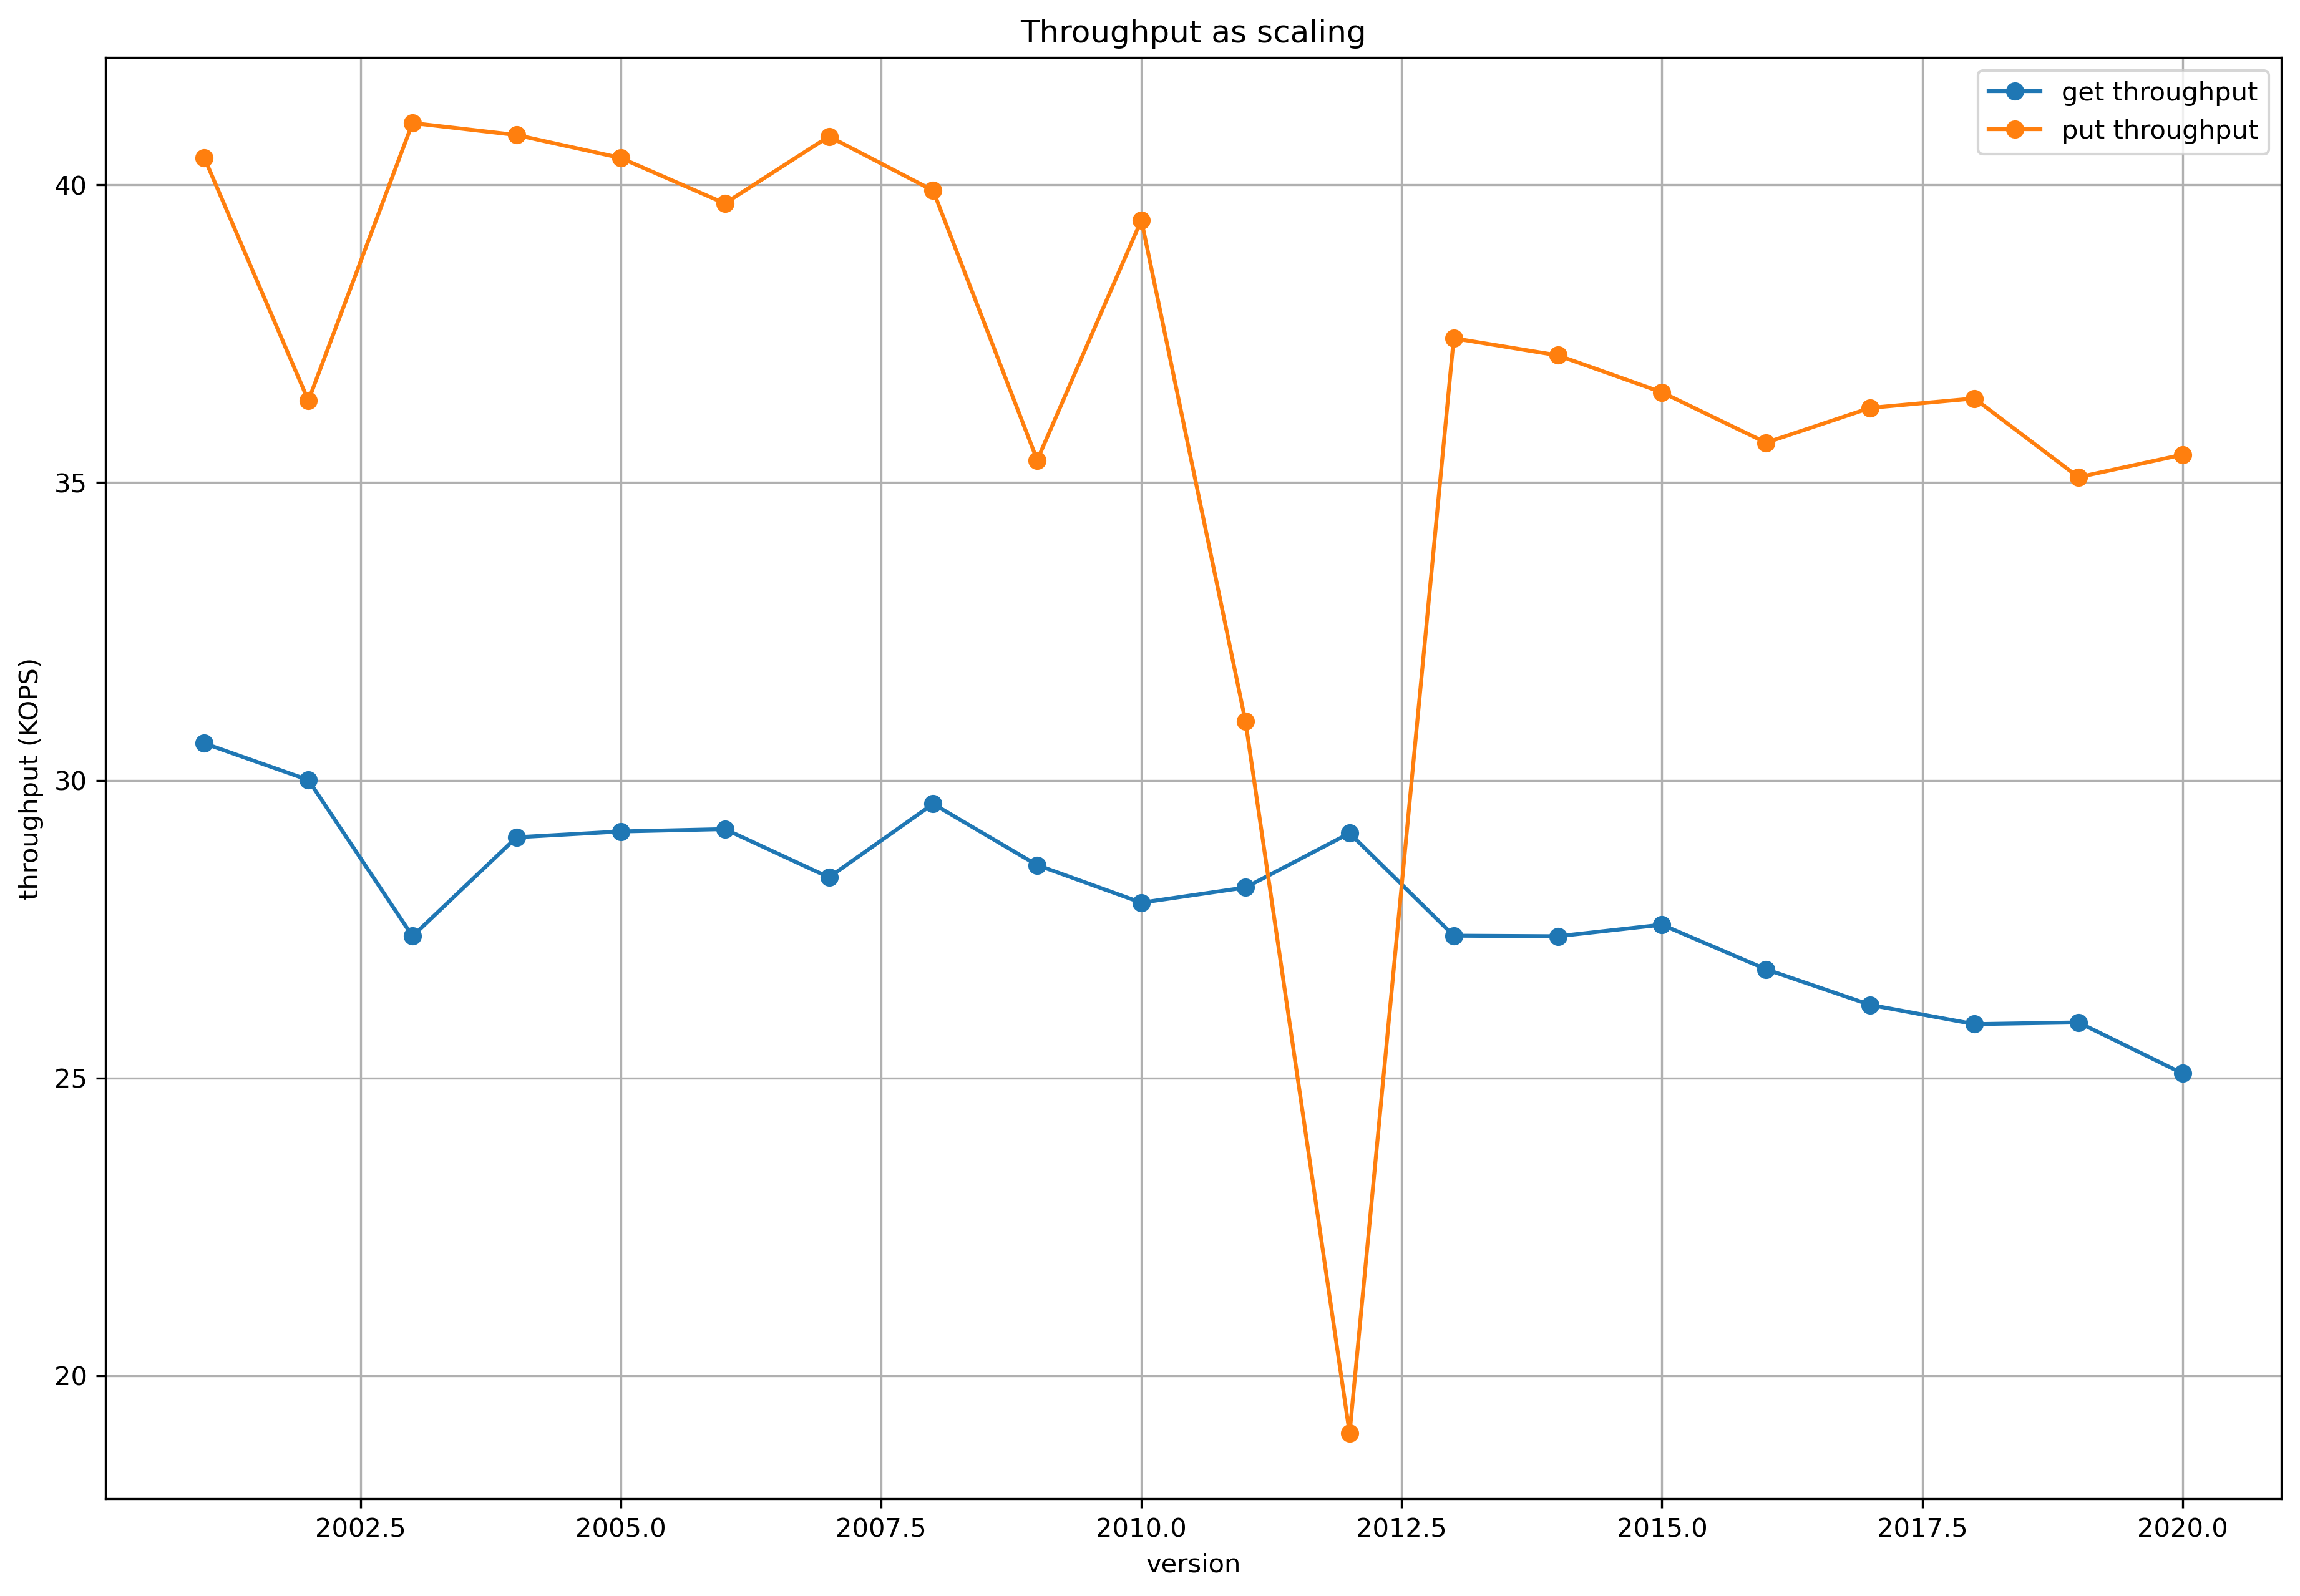 Throughput as scaling
get throughput
put throughput
throughput (KOPS)
40
35
30
25
20
2002.5 2005.0 2007.5 2010.0 2012.5 2015.0 2017.5 2020.0
version